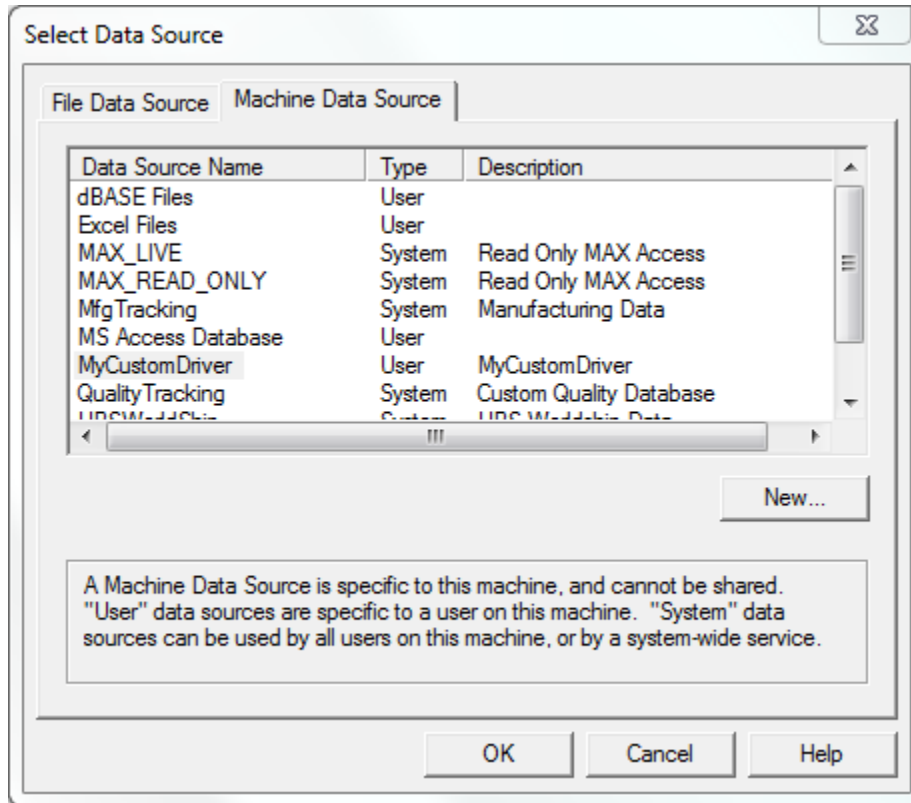 Select Data Source
File Data Source Machine Data Source
Data Source Name Type Description
dBASE Files User
Excel Files User
MAX_LIVE System Read Only MAX Access
MAX_READ_ONLY System Read Only MAX Access
MfgTracking System Manufacturing Data
MS Access Database User
MyCustomDriver User MyCustomDriver
QualityTracking System Custom Quality Database
System Data
New...
A Machine Data Source is specific to this machine, and cannot be shared.
"User" data sources are specific to a user on this machine. "System" data
sources can be used by all users on this machine, or by a system-wide service.
OK Cancel Help